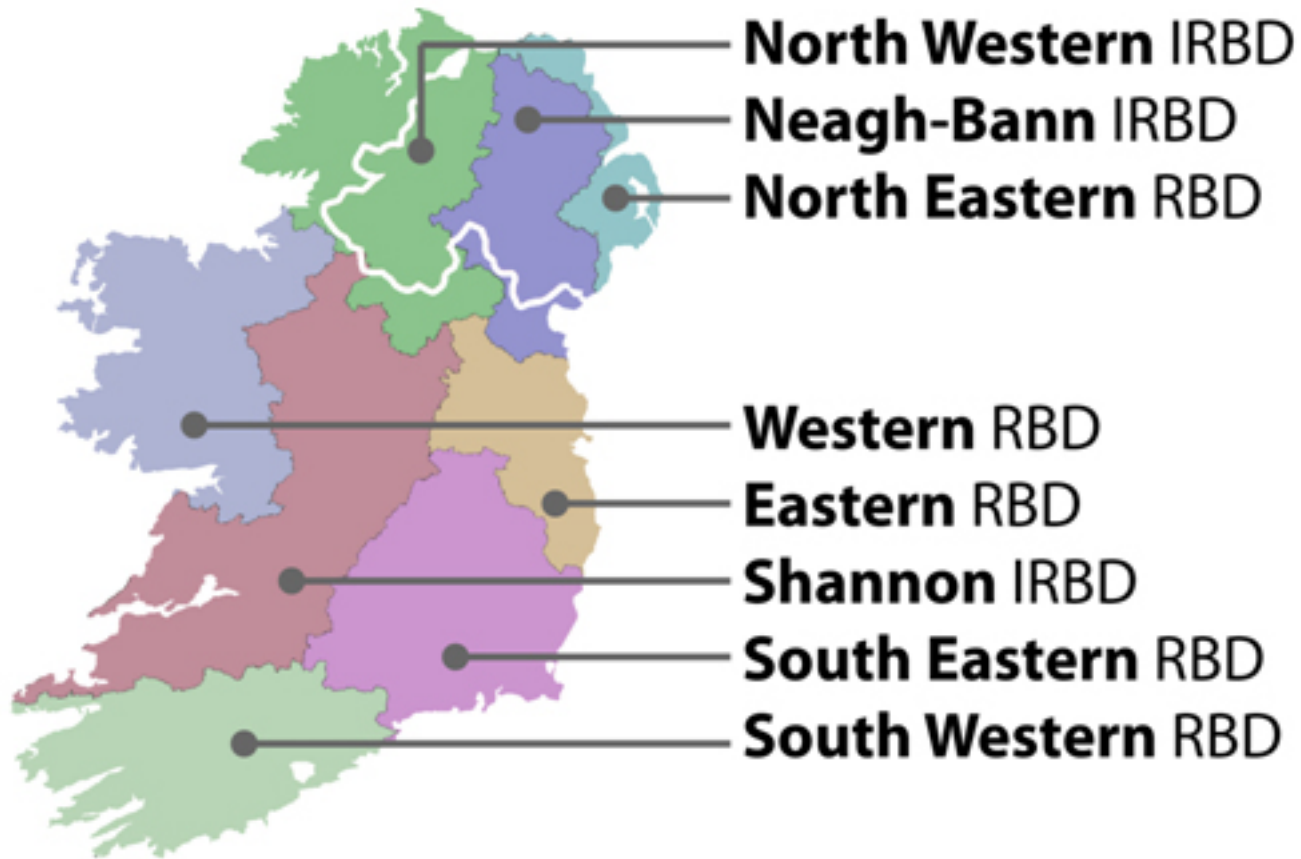 North Western IRBD
Neagh-Bann IRBD
North Eastern RBD
Western RBD
Eastern RBD
Shannon IRBD
South Eastern RBD
South Western RBD